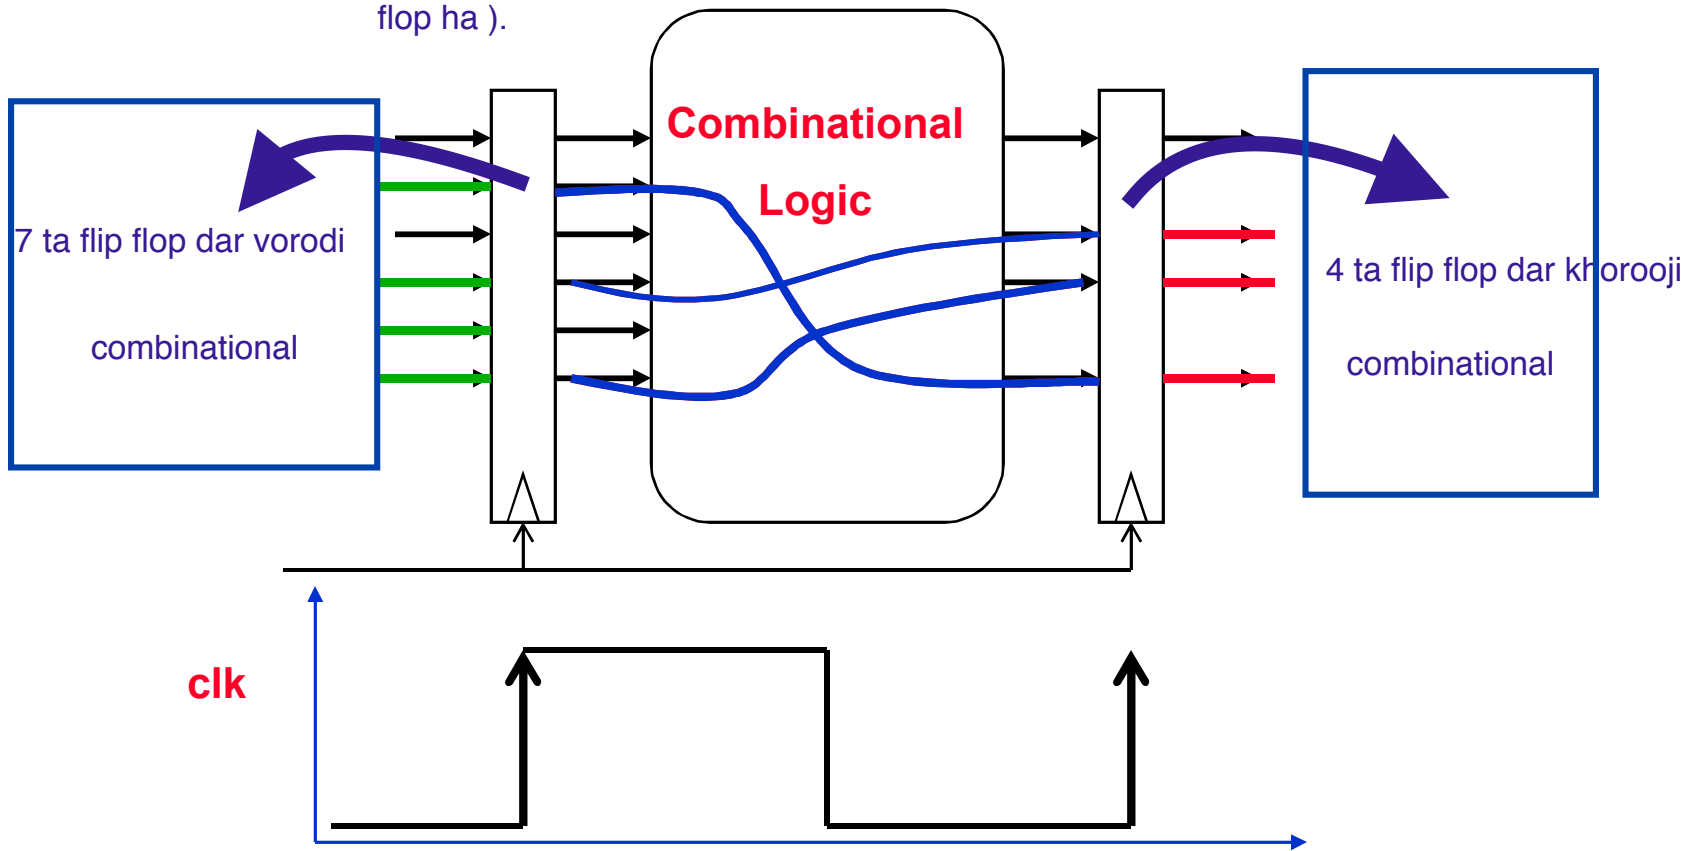 flop ha ).
Combinational
Logic
7 ta flip flop dar vorodi
combinational
4 ta flip flop dar khorooji
combinational
clk